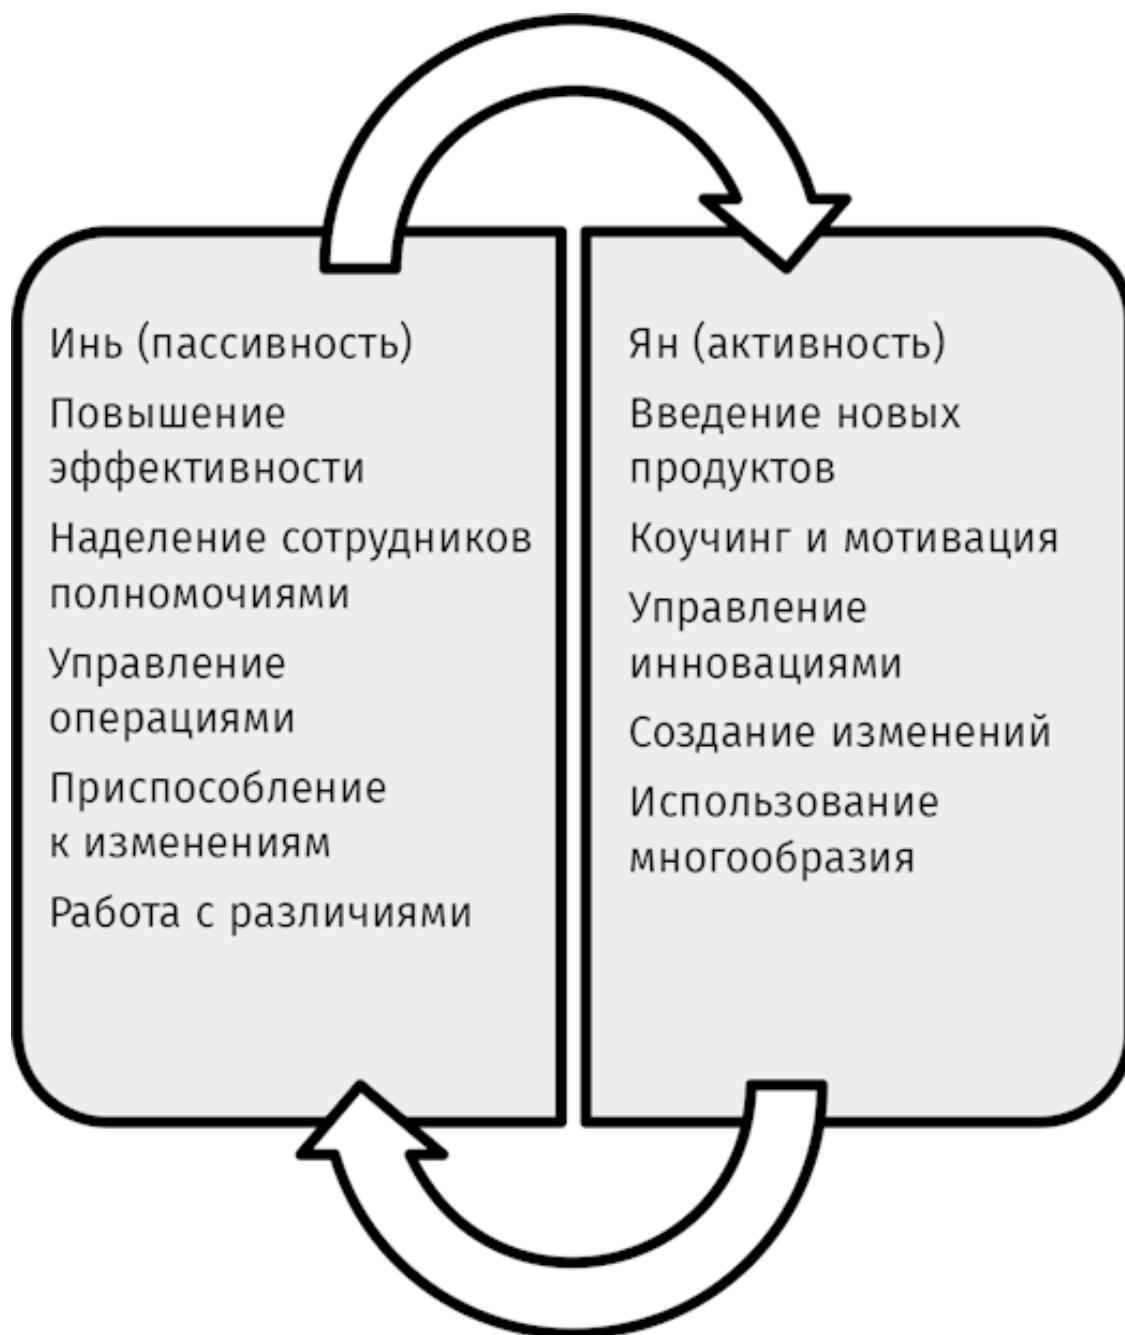 Инь (пассивность)
Повышение
эффективности
Наделение сотрудников
полномочиями
Управление
операциями
Приспособление
к изменениям
Работа с различиями
Ян (активность)
Введение новых
продуктов
Коучинг и мотивация
Управление
инновациями
Создание изменений
Использование
многообразия